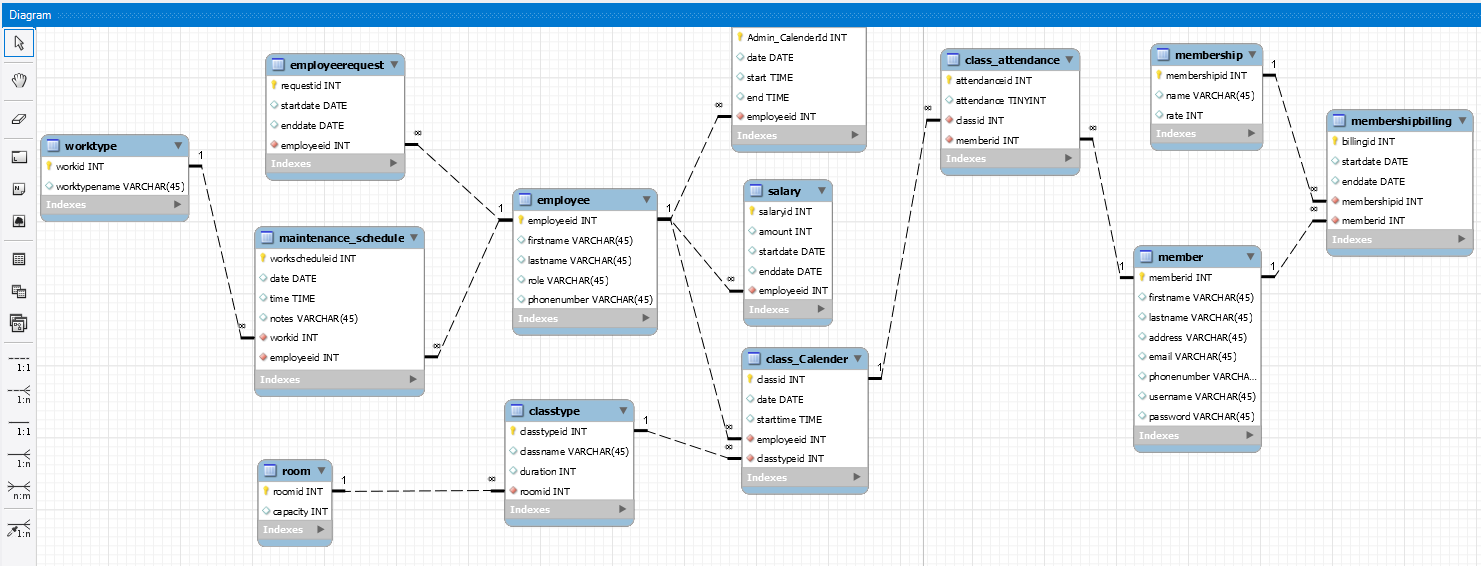 Diagram
employeerequest
requestid INT
startdate DATE
enddate DATE
employeeid INT
Indexes
worktype
workid INT
worktypename VARCHAR(45)
Indexes
maintenance_schedule
workscheduleid INT
date DATE
time TIME
notes VARCHAR(45)
workid INT
employeeid INT
Indexes
employee
employeeid INT
firstname VARCHAR(45)
lastname VARCHAR(45)
role VARCHAR(45)
phonenumber VARCHAR(45)
Indexes
Admin_CalenderId INT
date DATE
start TIME
end TIME
employeeid INT
Indexes
salary
salaryid INT
amount INT
startdate DATE
enddate DATE
employeeid INT
Indexes
class_Calender
classid INT
date DATE
starttime TIME
employeeid INT
classtypeid INT
Indexes
classtype
classtypeid INT
classname VARCHAR(45)
duration INT
roomid INT
Indexes
room
roomid INT
capacity INT
Indexes
class_attendance
attendanceid INT
attendance TINYINT
classid INT
memberid INT
Indexes
membership
membershipid INT
name VARCHAR(45)
rate INT
Indexes
membershipbilling
billingid INT
startdate DATE
enddate DATE
membershipid INT
memberid INT
Indexes
member
memberid INT
firstname VARCHAR(45)
lastname VARCHAR(45)
address VARCHAR(45)
email VARCHAR(45)
phonenumber VARCHA...
username VARCHAR(45)
password VARCHAR(45)
Indexes
1
∞
∞
1
∞
1
∞
∞
∞
∞
1
1
∞
1
∞
1
∞
1
∞
∞
1
1:1
1:n
1:1
1:n
n:m
1:n